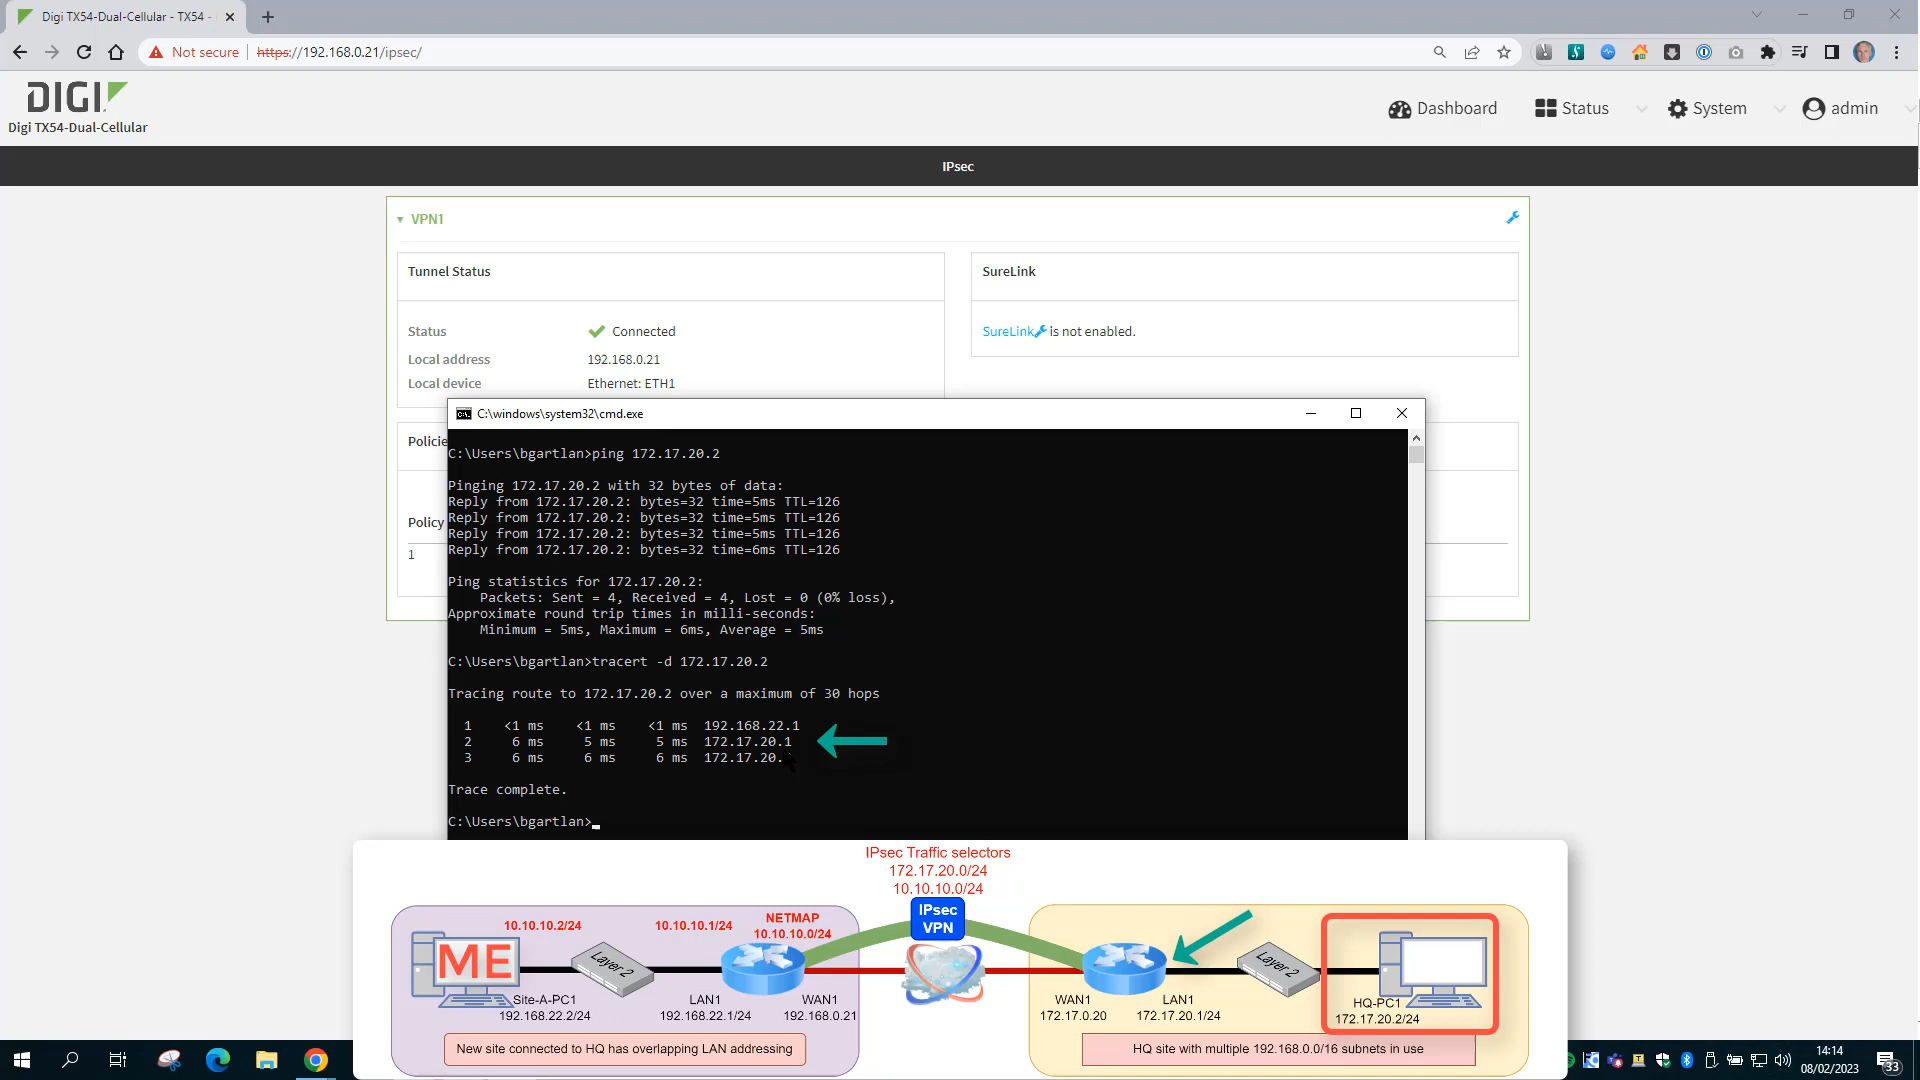 Digi TX54-Dual-Cellular - TX54 -
Not secure
https://192.168.0.21/ipsec/
DIGI
Digi TX54-Dual-Cellular
Dashboard
Status
System
admin
IPsec
VPN1
Tunnel Status
Status
Connected
Local address
192.168.0.21
Local device
Ethernet: ETH1
SureLink
SureLink is not enabled.
Policie
Policy
1
C:\windows\system32\cmd.exe
C:\Users\bgartlan>ping 172.17.20.2
Pinging 172.17.20.2 with 32 bytes of data:
Reply from 172.17.20.2: bytes=32 time=5ms TTL=126
Reply from 172.17.20.2: bytes=32 time=5ms TTL=126
Reply from 172.17.20.2: bytes=32 time=5ms TTL=126
Reply from 172.17.20.2: bytes=32 time=6ms TTL=126
Ping statistics for 172.17.20.2:
Packets: Sent = 4, Received = 4, Lost = 0 (0% loss),
Approximate round trip times in milli-seconds:
Minimum = 5ms, Maximum = 6ms, Average = 5ms
C:\Users\bgartlan>tracert -d 172.17.20.2
Tracing route to 172.17.20.2 over a maximum of 30 hops
1 <1 ms <1 ms <1 ms 192.168.22.1
2 6 ms 5 ms 5 ms 172.17.20.1
3 6 ms 6 ms 6 ms 172.17.20.
Trace complete.
C:\Users\bgartlan>
IPsec Traffic selectors
172.17.20.0/24
10.10.10.0/24
IPsec
VPN
10.10.10.2/24
10.10.10.1/24
NETMAP
10.10.10.0/24
ME
Layer 2
Site-A-PC1
192.168.22.2/24
LAN1
192.168.22.1/24
WAN1
192.168.0.21
New site connected to HQ has overlapping LAN addressing
WAN1
172.17.0.20
LAN1
172.17.20.1/24
Layer 2
HQ-PC1
172.17.20.2/24
HQ site with multiple 192.168.0.0/16 subnets in use
14:14
08/02/2023
33